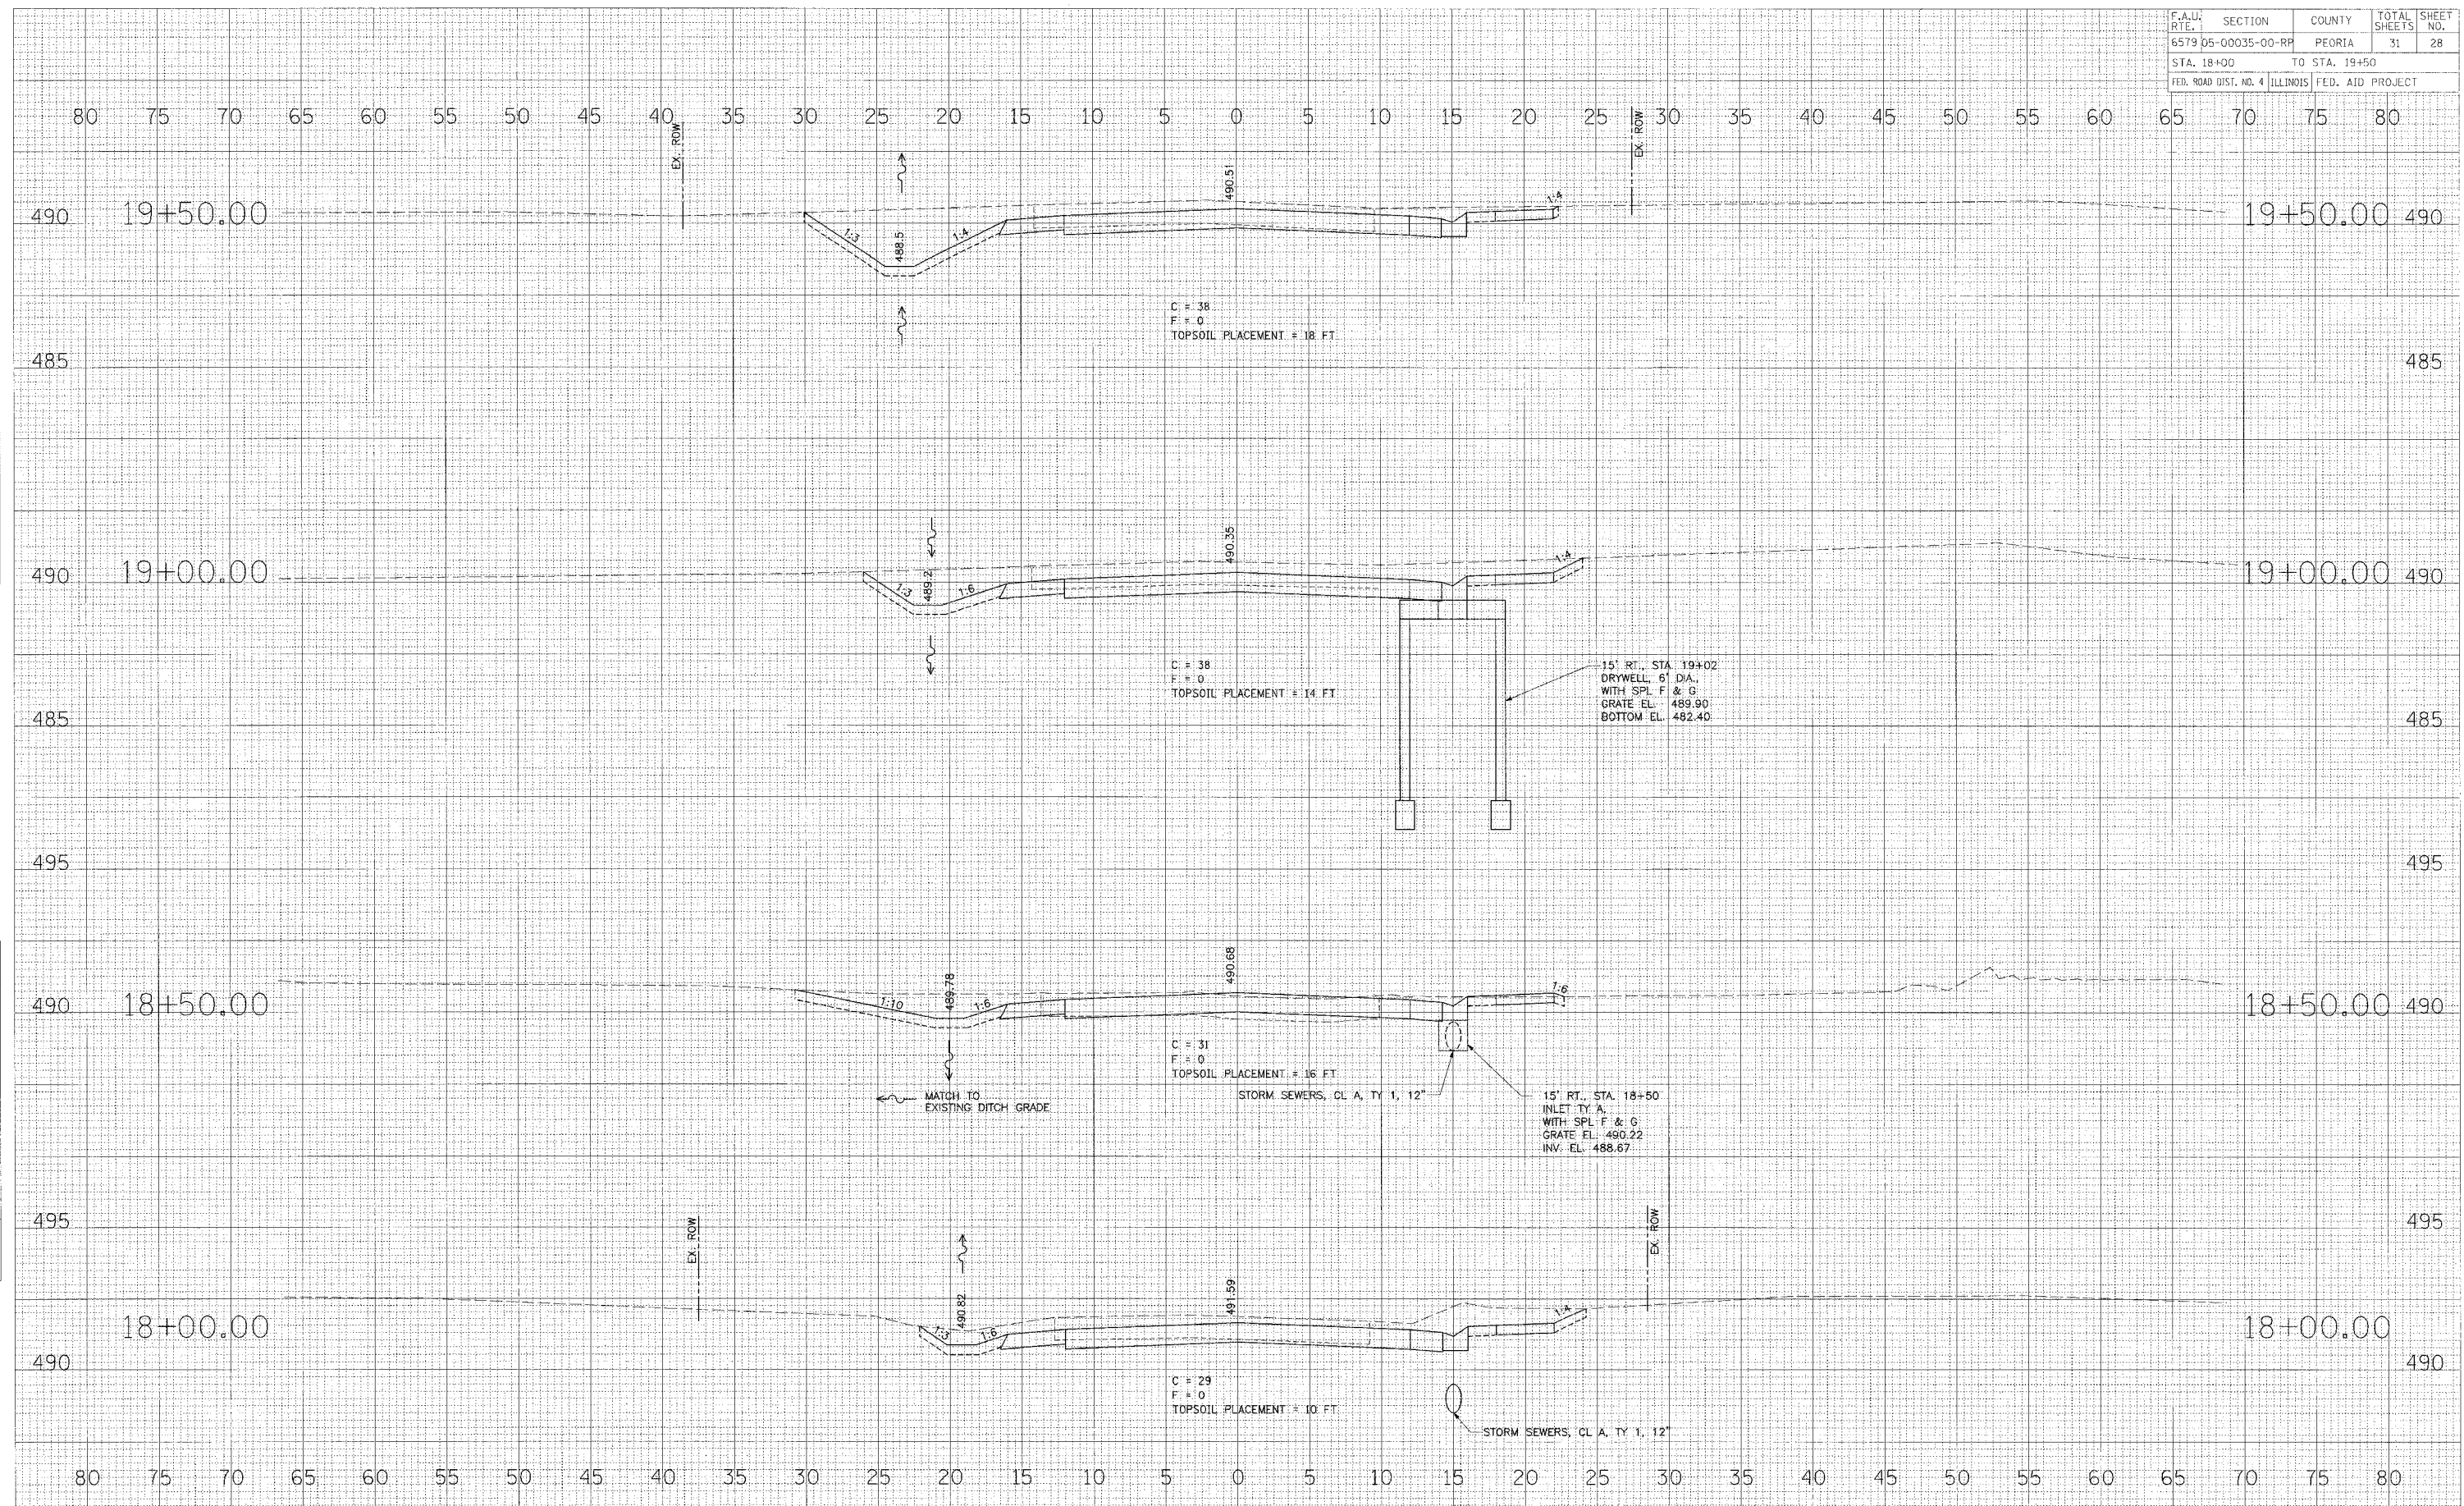 F.A.U. RTE. SECTION COUNTY TOTAL SHEETS SHEET NO.
6579 05-00035-00-RP PEORIA 31 28
STA. 18+00 TO STA. 19+50
FED. ROAD DIST. NO. 4 ILLINOIS FED. AID PROJECT
80 75 70 65 60 55 50 45 40 35 30 25 20 15 10 5 0 5 10 15 20 25 30 35 40 45 50 55 60 65 70 75 80
EX. ROW
EX. ROW
490 19+50.00
1:3
488.5
1:4
490.51
1:4
19+50.00 490
C = 38
F = 0
TOPSOIL PLACEMENT = 18 FT
485
485
490 19+00.00
1:3
489.2
1:6
490.35
1:4
19+00.00 490
C = 38
F = 0
TOPSOIL PLACEMENT = 14 FT
15' RT., STA. 19+02
DRYWELL, 6' DIA.,
WITH SPL F & G
GRATE EL. 489.90
BOTTOM EL. 482.40
485
485
495
495
490 18+50.00
1:10
489.78
1:6
490.68
1:6
18+50.00 490
C = 31
F = 0
TOPSOIL PLACEMENT = 16 FT
MATCH TO
EXISTING DITCH GRADE
STORM SEWERS, CL A, TY 1, 12"
15' RT., STA. 18+50
INLET TY A,
WITH SPL F & G
GRATE EL. 490.22
INV. EL. 488.67
495
495
EX. ROW
EX. ROW
18+00.00
1:3
490.82
1:6
491.59
1:4
18+00.00
490
490
C = 29
F = 0
TOPSOIL PLACEMENT = 10 FT
STORM SEWERS, CL A, TY 1, 12"
80 75 70 65 60 55 50 45 40 35 30 25 20 15 10 5 0 5 10 15 20 25 30 35 40 45 50 55 60 65 70 75 80